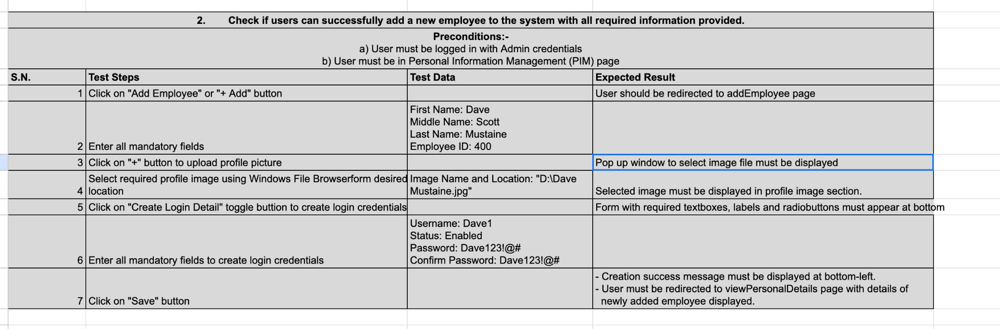 2. Check if users can successfully add a new employee to the system with all required information provided.
Preconditions:-
a) User must be logged in with Admin credentials
b) User must be in Personal Information Management (PIM) page
S.N. Test Steps Test Data Expected Result
1 Click on "Add Employee" or "+ Add" button User should be redirected to addEmployee page
First Name: Dave
Middle Name: Scott
Last Name: Mustaine
2 Enter all mandatory fields Employee ID: 400
3 Click on "+" button to upload profile picture Pop up window to select image file must be displayed
Select required profile image using Windows File Browserform desired Image Name and Location: "D:\Dave
4 location Mustaine.jpg" Selected image must be displayed in profile image section.
5 Click on "Create Login Detail" toggle buttion to create login credentials Form with required textboxes, labels and radiobuttons must appear at bottom
Username: Dave1
Status: Enabled
Password: Dave123!@#
6 Enter all mandatory fields to create login credentials Confirm Password: Dave123!@#
- Creation success message must be displayed at bottom-left.
- User must be redirected to viewPersonalDetails page with details of
7 Click on "Save" button newly added employee displayed.